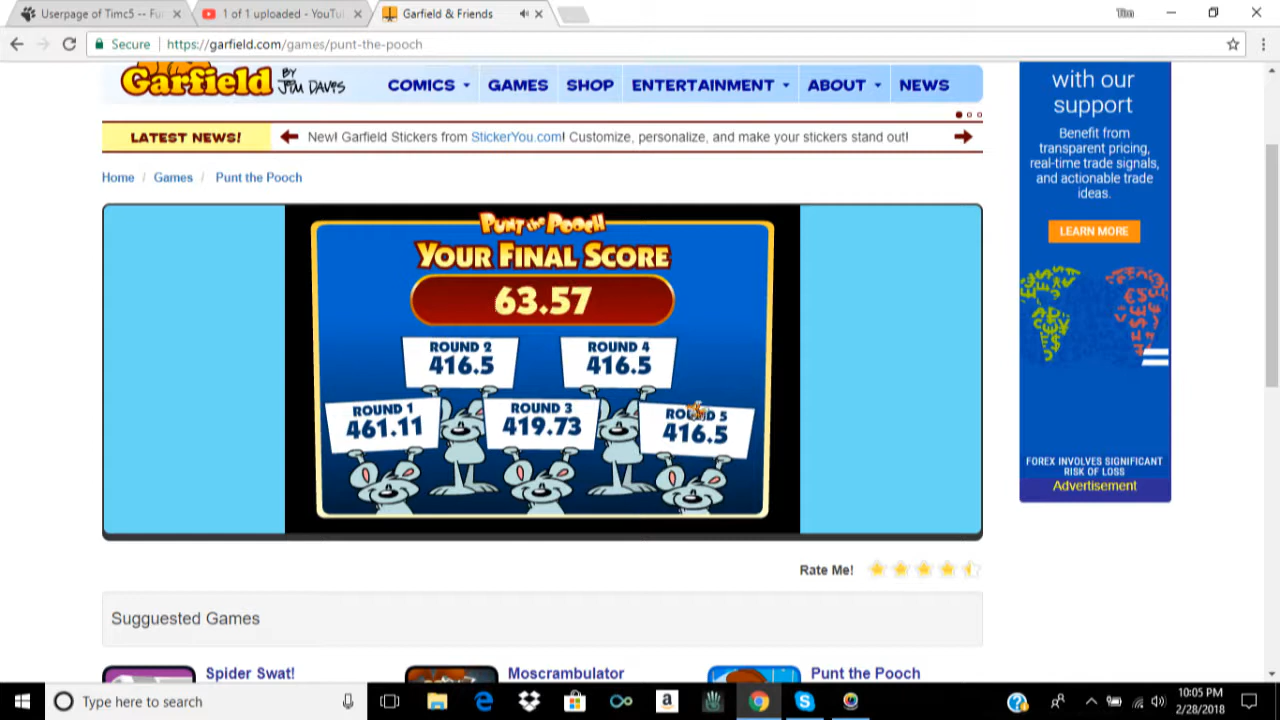 Userpage of Timc5 -- Fu
1 of 1 uploaded - YouTu
Garfield & Friends
Tim
Secure
https://garfield.com/games/punt-the-pooch
Garfield BY JIM DAVIS
COMICS
GAMES
SHOP
ENTERTAINMENT
ABOUT
NEWS
LATEST NEWS!
New! Garfield Stickers from StickerYou.com! Customize, personalize, and make your stickers stand out!
Home / Games / Punt the Pooch
PUNT the POOCH
YOUR FINAL SCORE
63.57
ROUND 2
416.5
ROUND 4
416.5
ROUND 1
461.11
ROUND 3
419.73
ROUND 5
416.5
Rate Me!
Sugguested Games
Spider Swat!
Moscrambulator
Punt the Pooch
with our
support
Benefit from
transparent pricing,
real-time trade signals,
and actionable trade
ideas.
LEARN MORE
FOREX INVOLVES SIGNIFICANT
RISK OF LOSS
Advertisement
Type here to search
10:05 PM
2/28/2018